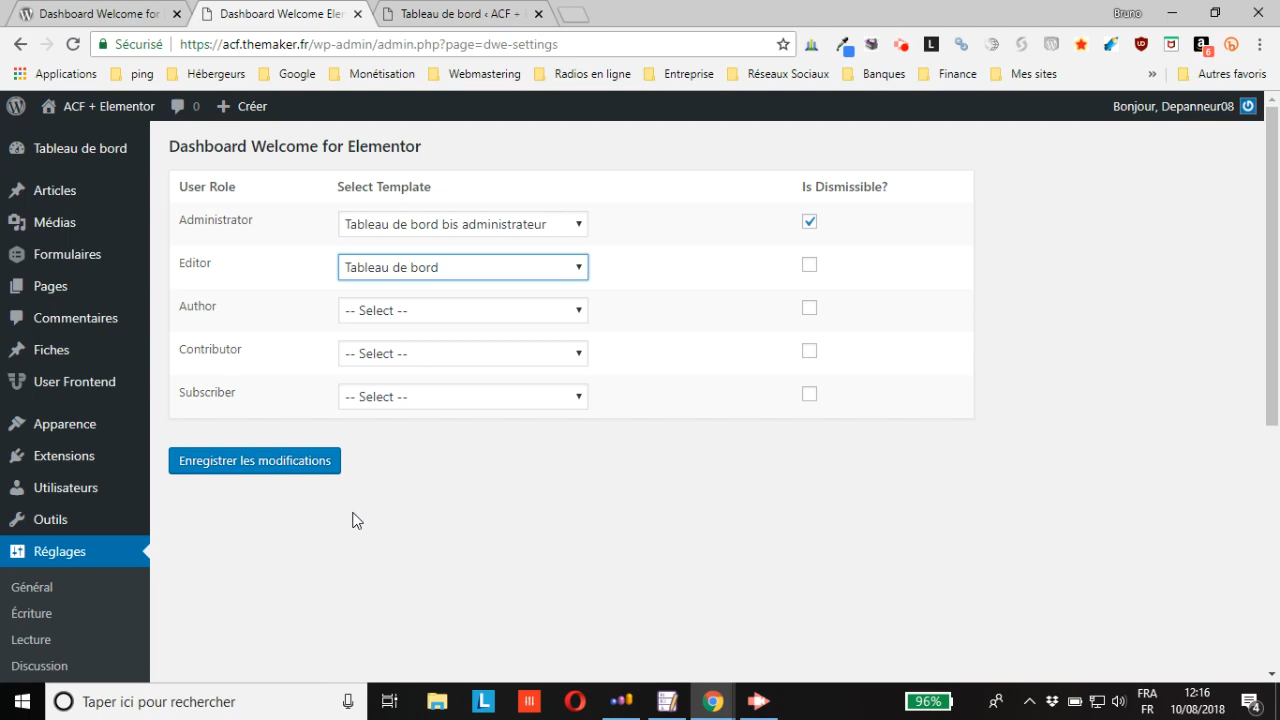 Dashboard Welcome for
Dashboard Welcome Elen
Tableau de bord ‹ ACF +
Bruno
Sécurisé
https://acf.themaker.fr/wp-admin/admin.php?page=dwe-settings
6
Applications
ping
Hébergeurs
Google
Monétisation
Webmastering
Radios en ligne
Entreprise
Réseaux Sociaux
Banques
Finance
Mes sites
»
Autres favoris
ACF + Elementor
0
Créer
Bonjour, Depanneur08
Tableau de bord
Articles
Médias
Formulaires
Pages
Commentaires
Fiches
User Frontend
Apparence
Extensions
Utilisateurs
Outils
Réglages
Général
Écriture
Lecture
Discussion
Dashboard Welcome for Elementor
User Role Select Template Is Dismissible?
Administrator Tableau de bord bis administrateur
Editor Tableau de bord
Author -- Select --
Contributor -- Select --
Subscriber -- Select --
Enregistrer les modifications
Taper ici pour rechercher
96%
FRA
FR
12:16
10/08/2018
4